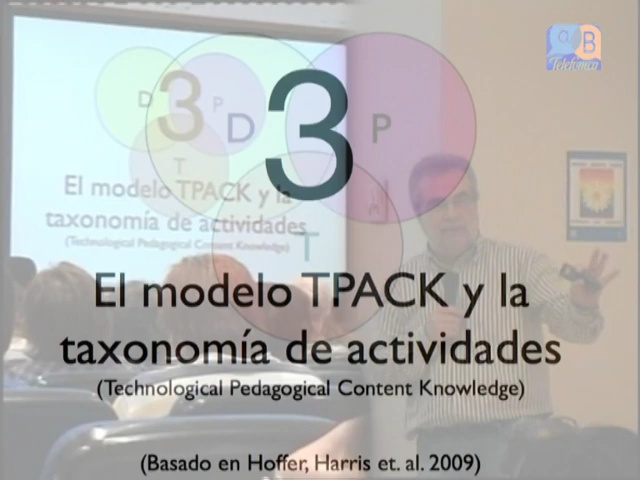 a
B
Telefónica
D
3
P
T
El modelo TPACK y la
taxonomía de actividades
(Technological Pedagogical Content Knowledge)
3
D
P
T
El modelo TPACK y la
taxonomía de actividades
(Technological Pedagogical Content Knowledge)
(Basado en Hoffer, Harris et. al. 2009)